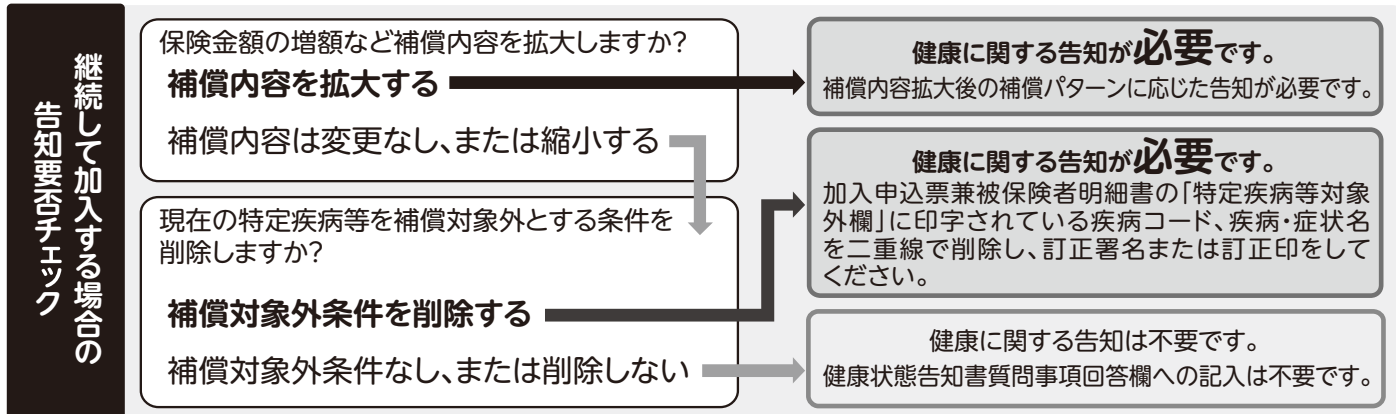 継続して加入する場合の
告知要否チェック
保険金額の増額など補償内容を拡大しますか?
補償内容を拡大する
補償内容は変更なし、または縮小する
健康に関する告知が必要です。
補償内容拡大後の補償パターンに応じた告知が必要です。
現在の特定疾病等を補償対象外とする条件を
削除しますか?
補償対象外条件を削除する
補償対象外条件なし、または削除しない
健康に関する告知が必要です。
加入申込票兼被保険者明細書の「特定疾病等対象
外欄」に印字されている疾病コード、疾病・症状名
を二重線で削除し、訂正署名または訂正印をして
ください。
健康に関する告知は不要です。
健康状態告知書質問事項回答欄への記入は不要です。